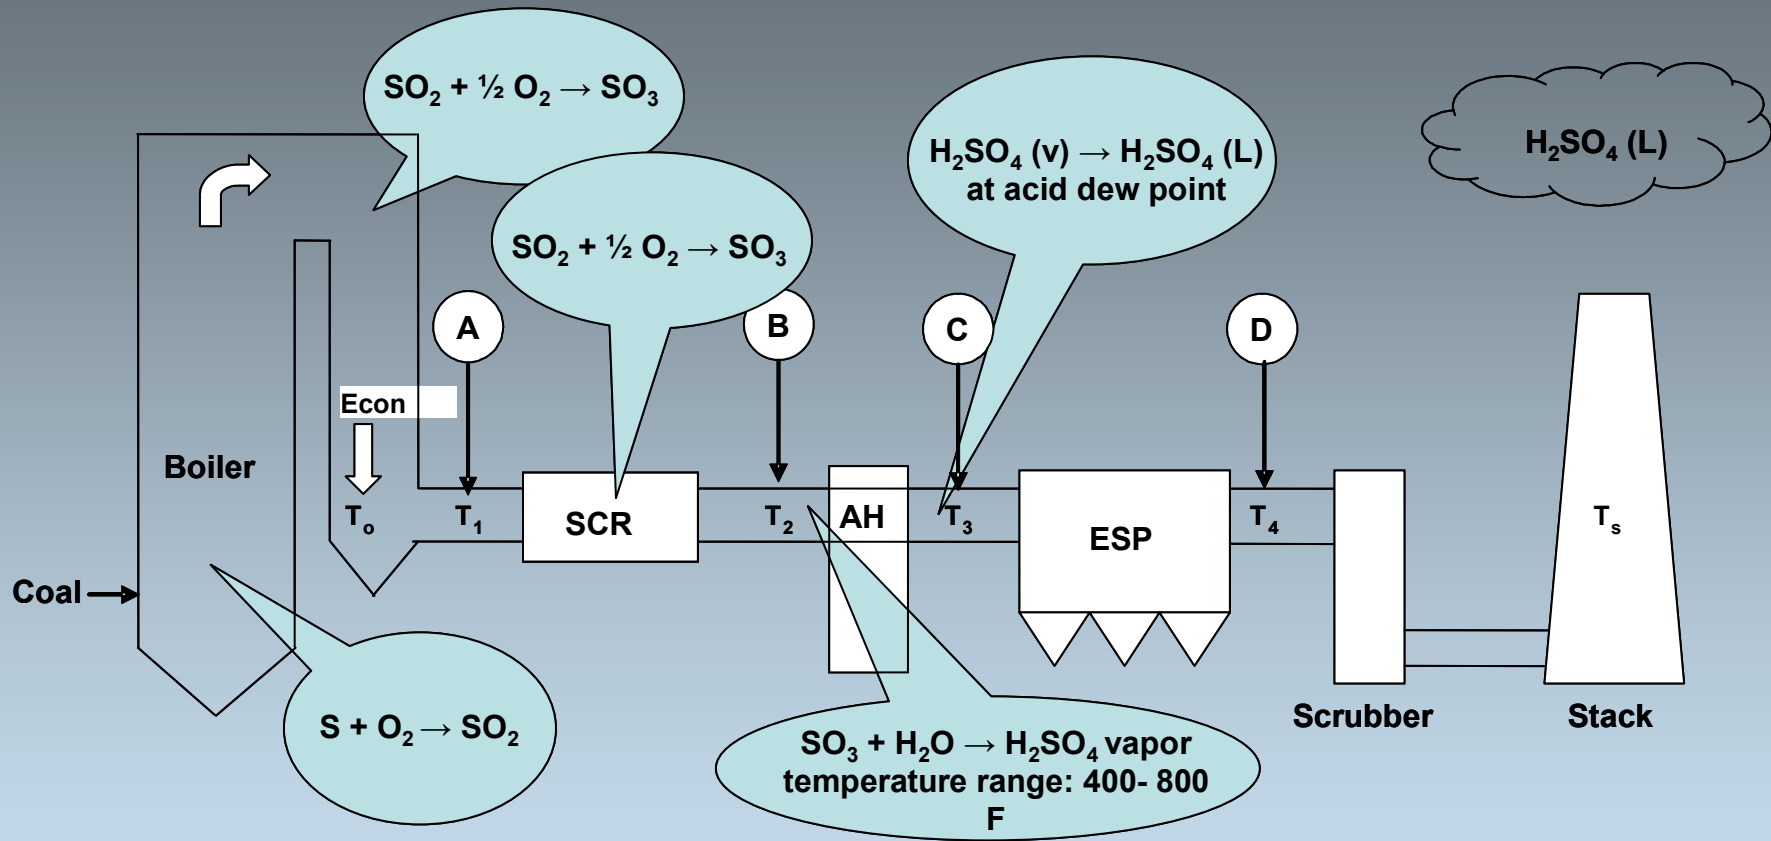 SO₂ + ½ O₂ → SO₃
H₂SO₄ (v) → H₂SO₄ (L)
at acid dew point
H₂SO₄ (L)
SO₂ + ½ O₂ → SO₃
A
B
C
D
Econ
Boiler
T₀
T₁
SCR
T₂
AH
T₃
ESP
T₄
Tₛ
Coal
S + O₂ → SO₂
SO₃ + H₂O → H₂SO₄ vapor
temperature range: 400- 800
F
Scrubber
Stack